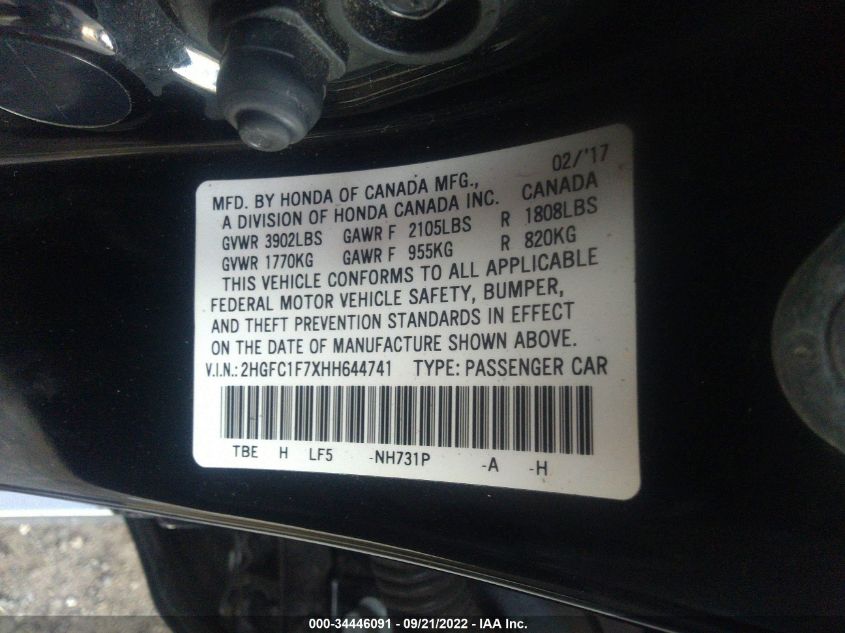 02/'17
MFD. BY HONDA OF CANADA MFG.,
A DIVISION OF HONDA CANADA INC. CANADA
GVWR 3902LBS GAWR F 2105LBS R 1808LBS
GVWR 1770KG GAWR F 955KG R 820KG
THIS VEHICLE CONFORMS TO ALL APPLICABLE
FEDERAL MOTOR VEHICLE SAFETY, BUMPER,
AND THEFT PREVENTION STANDARDS IN EFFECT
ON THE DATE OF MANUFACTURE SHOWN ABOVE.
V.I.N.: 2HGFC1F7XHH644741 TYPE: PASSENGER CAR
TBE H LF5 -NH731P -A -H
000-34446091 - 09/21/2022 - IAA Inc.